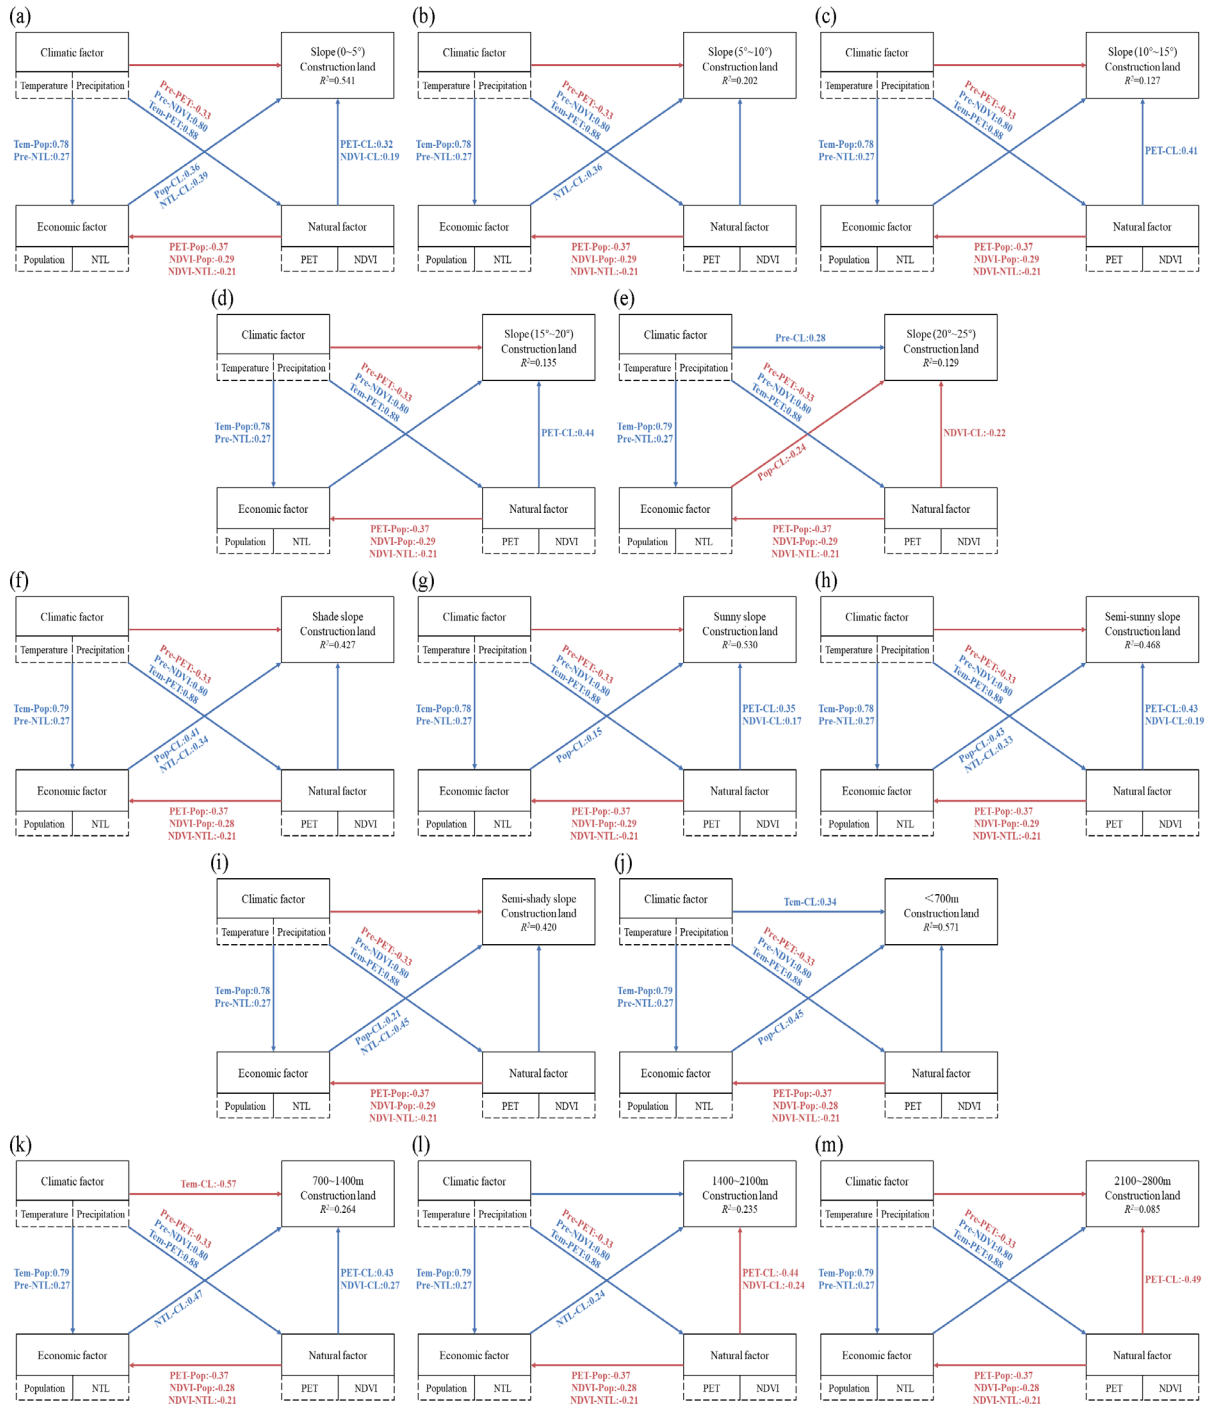 (a)
Climatic factor
Temperature
Precipitation
Slope (0~5°)
Construction land
R²=0.541
Pre-PET:-0.33
Pre-NDVI:0.80
Tem-PET:0.88
Tem-Pop:0.78
Pre-NTL:0.27
PET-CL:0.32
NDVI-CL:0.19
Pop-CL:0.36
NTL-CL:0.39
Economic factor
Population
NTL
PET-Pop:-0.37
NDVI-Pop:-0.29
NDVI-NTL:-0.21
Natural factor
PET
NDVI
(b)
Climatic factor
Temperature
Precipitation
Slope (5°~10°)
Construction land
R²=0.202
Pre-PET:-0.33
Pre-NDVI:0.80
Tem-PET:0.88
Tem-Pop:0.78
Pre-NTL:0.27
NTL-CL:0.36
Economic factor
Population
NTL
PET-Pop:-0.37
NDVI-Pop:-0.29
NDVI-NTL:-0.21
Natural factor
PET
NDVI
(c)
Climatic factor
Temperature
Precipitation
Slope (10°~15°)
Construction land
R²=0.127
Pre-PET:-0.33
Pre-NDVI:0.80
Tem-PET:0.88
Tem-Pop:0.78
Pre-NTL:0.27
PET-CL:0.41
Economic factor
Population
NTL
PET-Pop:-0.37
NDVI-Pop:-0.29
NDVI-NTL:-0.21
Natural factor
PET
NDVI
(d)
Climatic factor
Temperature
Precipitation
Slope (15°~20°)
Construction land
R²=0.135
Pre-PET:-0.33
Pre-NDVI:0.80
Tem-PET:0.88
Tem-Pop:0.78
Pre-NTL:0.27
PET-CL:0.44
Economic factor
Population
NTL
PET-Pop:-0.37
NDVI-Pop:-0.29
NDVI-NTL:-0.21
Natural factor
PET
NDVI
(e)
Climatic factor
Temperature
Precipitation
Pre-CL:0.28
Slope (20°~25°)
Construction land
R²=0.129
Pre-PET:-0.33
Pre-NDVI:0.80
Tem-PET:0.88
Tem-Pop:0.79
Pre-NTL:0.27
NDVI-CL:-0.22
Pop-CL:-0.24
Economic factor
Population
NTL
PET-Pop:-0.37
NDVI-Pop:-0.29
NDVI-NTL:-0.21
Natural factor
PET
NDVI
(f)
Climatic factor
Temperature
Precipitation
Shade slope
Construction land
R²=0.427
Pre-PET:-0.33
Pre-NDVI:0.80
Tem-PET:0.88
Tem-Pop:0.79
Pre-NTL:0.27
Pop-CL:0.41
NTL-CL:0.34
Economic factor
Population
NTL
PET-Pop:-0.37
NDVI-Pop:-0.28
NDVI-NTL:-0.21
Natural factor
PET
NDVI
(g)
Climatic factor
Temperature
Precipitation
Sunny slope
Construction land
R²=0.530
Pre-PET:-0.33
Pre-NDVI:0.80
Tem-PET:0.88
Tem-Pop:0.78
Pre-NTL:0.27
PET-CL:0.35
NDVI-CL:0.17
Pop-CL:0.15
Economic factor
Population
NTL
PET-Pop:-0.37
NDVI-Pop:-0.29
NDVI-NTL:-0.21
Natural factor
PET
NDVI
(h)
Climatic factor
Temperature
Precipitation
Semi-sunny slope
Construction land
R²=0.468
Pre-PET:-0.33
Pre-NDVI:0.80
Tem-PET:0.88
Tem-Pop:0.78
Pre-NTL:0.27
PET-CL:0.43
NDVI-CL:0.19
Pop-CL:0.43
NTL-CL:0.33
Economic factor
Population
NTL
PET-Pop:-0.37
NDVI-Pop:-0.29
NDVI-NTL:-0.21
Natural factor
PET
NDVI
(i)
Climatic factor
Temperature
Precipitation
Semi-shady slope
Construction land
R²=0.420
Pre-PET:-0.33
Pre-NDVI:0.80
Tem-PET:0.88
Tem-Pop:0.78
Pre-NTL:0.27
Pop-CL:0.21
NTL-CL:0.45
Economic factor
Population
NTL
PET-Pop:-0.37
NDVI-Pop:-0.29
NDVI-NTL:-0.21
Natural factor
PET
NDVI
(j)
Climatic factor
Temperature
Precipitation
Tem-CL:0.34
<700m
Construction land
R²=0.571
Pre-PET:-0.33
Pre-NDVI:0.80
Tem-PET:0.88
Tem-Pop:0.79
Pre-NTL:0.27
Pop-CL:0.45
Economic factor
Population
NTL
PET-Pop:-0.37
NDVI-Pop:-0.28
NDVI-NTL:-0.21
Natural factor
PET
NDVI
(k)
Climatic factor
Temperature
Precipitation
Tem-CL:-0.57
700~1400m
Construction land
R²=0.264
Pre-PET:-0.33
Pre-NDVI:0.80
Tem-PET:0.88
Tem-Pop:0.79
Pre-NTL:0.27
PET-CL:0.43
NDVI-CL:0.27
NTL-CL:0.47
Economic factor
Population
NTL
PET-Pop:-0.37
NDVI-Pop:-0.28
NDVI-NTL:-0.21
Natural factor
PET
NDVI
(l)
Climatic factor
Temperature
Precipitation
1400~2100m
Construction land
R²=0.235
Pre-PET:-0.33
Pre-NDVI:0.80
Tem-PET:0.88
Tem-Pop:0.79
Pre-NTL:0.27
PET-CL:-0.44
NDVI-CL:-0.24
NTL-CL:0.24
Economic factor
Population
NTL
PET-Pop:-0.37
NDVI-Pop:-0.28
NDVI-NTL:-0.21
Natural factor
PET
NDVI
(m)
Climatic factor
Temperature
Precipitation
2100~2800m
Construction land
R²=0.085
Pre-PET:-0.33
Pre-NDVI:0.80
Tem-PET:0.88
Tem-Pop:0.79
Pre-NTL:0.27
PET-CL:-0.49
Economic factor
Population
NTL
PET-Pop:-0.37
NDVI-Pop:-0.28
NDVI-NTL:-0.21
Natural factor
PET
NDVI